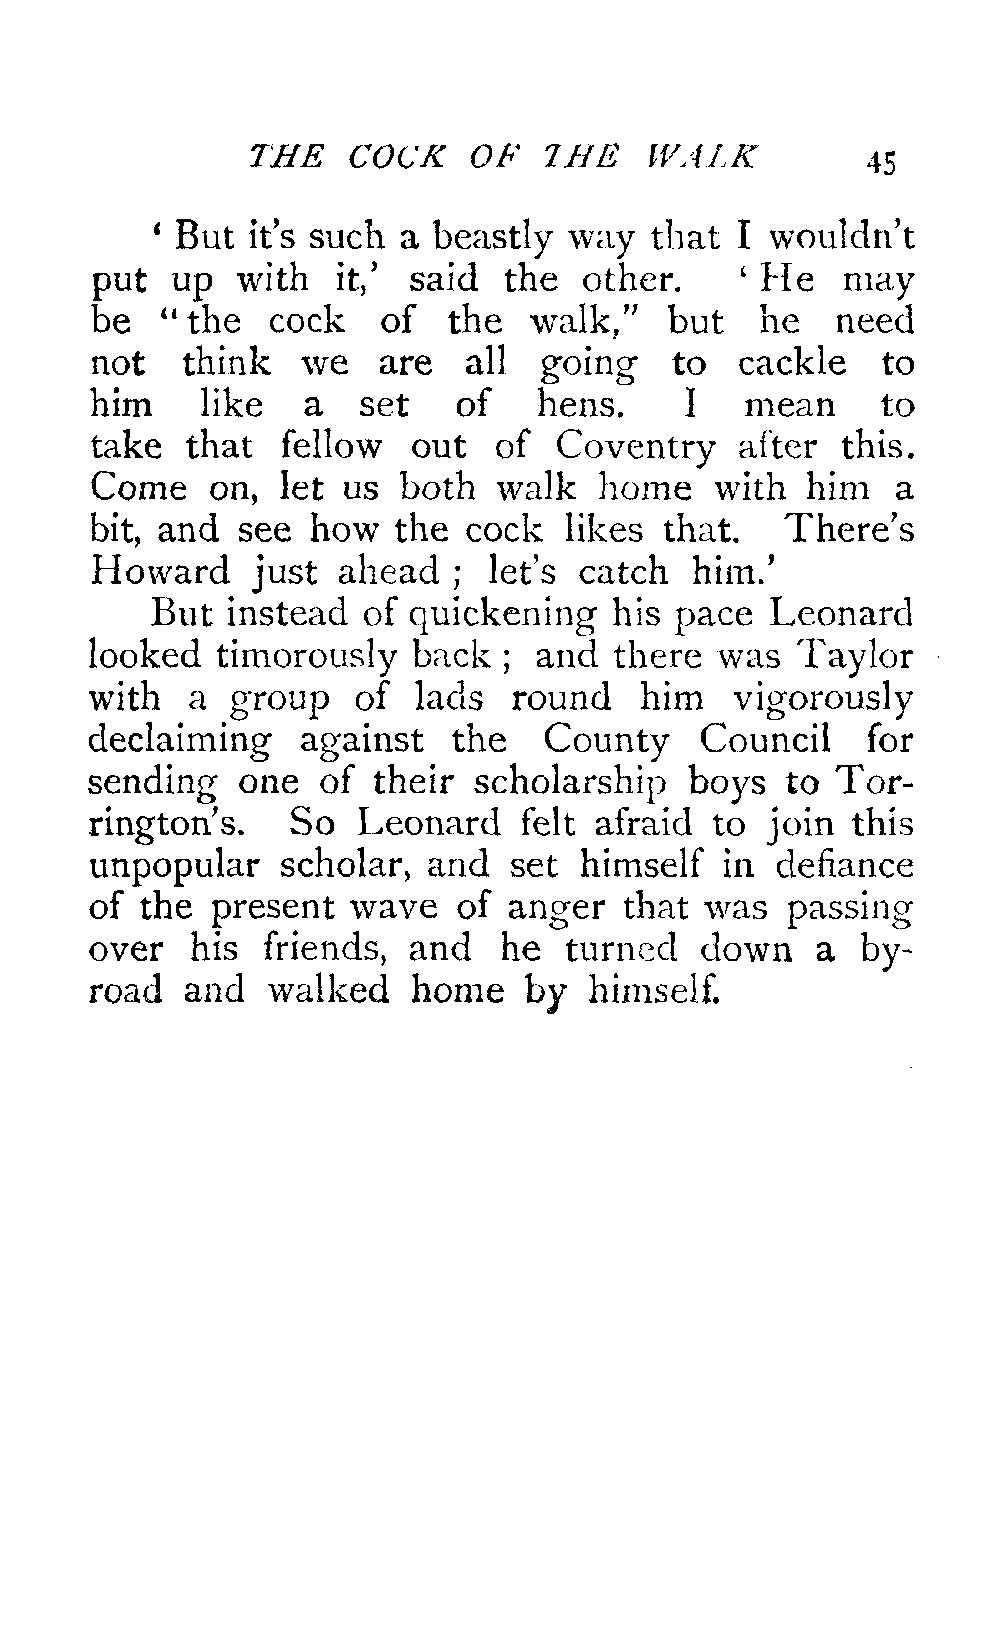 THE COCK OF THE WALK 45
‘ But it’s such a beastly way that I wouldn’t
put up with it,’ said the other. ‘ He may
be “ the cock of the walk,” but he need
not think we are all going to cackle to
him like a set of hens. I mean to
take that fellow out of Coventry after this.
Come on, let us both walk home with him a
bit, and see how the cock likes that. There’s
Howard just ahead ; let’s catch him.’
But instead of quickening his pace Leonard
looked timorously back ; and there was Taylor
with a group of lads round him vigorously
declaiming against the County Council for
sending one of their scholarship boys to Tor-
rington’s. So Leonard felt afraid to join this
unpopular scholar, and set himself in defiance
of the present wave of anger that was passing
over his friends, and he turned down a by-
road and walked home by himself.